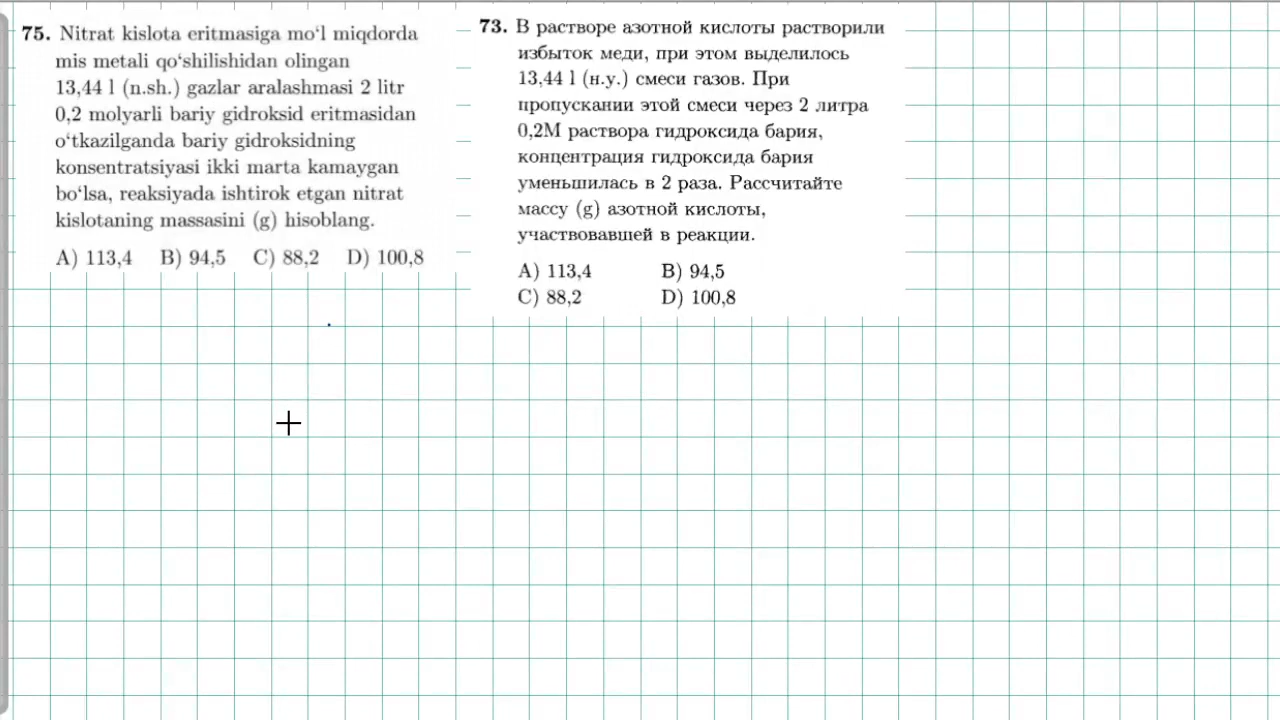 75. Nitrat kislota eritmasiga mo‘l miqdorda
mis metali qo‘shilishidan olingan
13,44 l (n.sh.) gazlar aralashmasi 2 litr
0,2 molyarli bariy gidroksid eritmasidan
o‘tkazilganda bariy gidroksidning
konsentratsiyasi ikki marta kamaygan
bo‘lsa, reaksiyada ishtirok etgan nitrat
kislotaning massasini (g) hisoblang.
A) 113,4 B) 94,5 C) 88,2 D) 100,8
73. В растворе азотной кислоты растворили
избыток меди, при этом выделилось
13,44 l (н.у.) смеси газов. При
пропускании этой смеси через 2 литра
0,2М раствора гидроксида бария,
концентрация гидроксида бария
уменьшилась в 2 раза. Рассчитайте
массу (g) азотной кислоты,
участвовавшей в реакции.
A) 113,4 B) 94,5
C) 88,2 D) 100,8